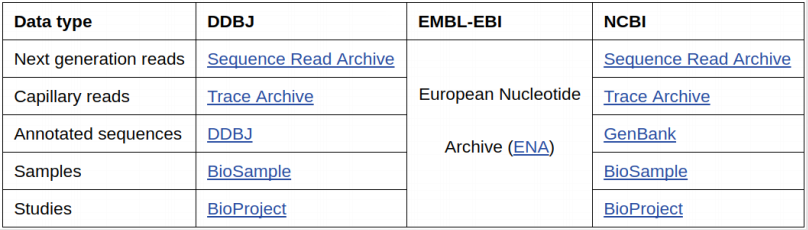 Data type DDBJ EMBL-EBI NCBI
Next generation reads Sequence Read Archive Sequence Read Archive
European Nucleotide
Capillary reads Trace Archive Trace Archive
Annotated sequences DDBJ GenBank
Archive (ENA)
Samples BioSample BioSample
Studies BioProject BioProject